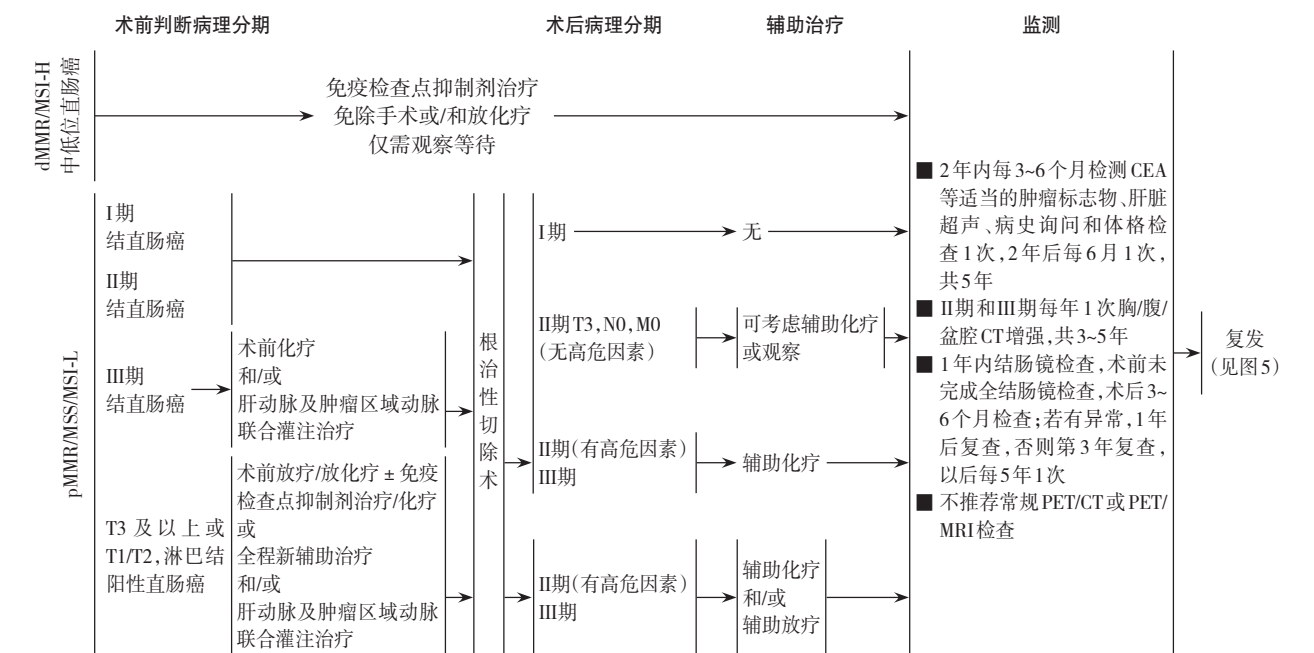 术前判断病理分期
术后病理分期
辅助治疗
监测
dMMR/MSI-H
中低位直肠癌
免疫检查点抑制剂治疗
免除手术或/和放化疗
仅需观察等待
pMMR/MSS/MSI-L
I期
结直肠癌
II期
结直肠癌
III期
结直肠癌
术前化疗
和/或
肝动脉及肿瘤区域动脉
联合灌注治疗
T3 及以上或
T1/T2,淋巴结
阳性直肠癌
术前放疗/放化疗 ± 免疫
检查点抑制剂治疗/化疗
或
全程新辅助治疗
和/或
肝动脉及肿瘤区域动脉
联合灌注治疗
根
治
性
切
除
术
I期
无
II期T3,N0,M0
(无高危因素)
可考虑辅助化疗
或观察
II期(有高危因素)
III期
辅助化疗
II期(有高危因素)
III期
辅助化疗
和/或
辅助放疗
■ 2年内每3~6个月检测CEA
等适当的肿瘤标志物、肝脏
超声、病史询问和体格检
查1次,2年后每6月1次,
共5年
■ II期和III期每年1次胸/腹/
盆腔CT增强,共3~5年
■ 1年内结肠镜检查,术前未
完成全结肠镜检查,术后3~
6个月检查;若有异常,1年
后复查,否则第3年复查,
以后每5年1次
■ 不推荐常规PET/CT或PET/
MRI检查
复发
(见图5)